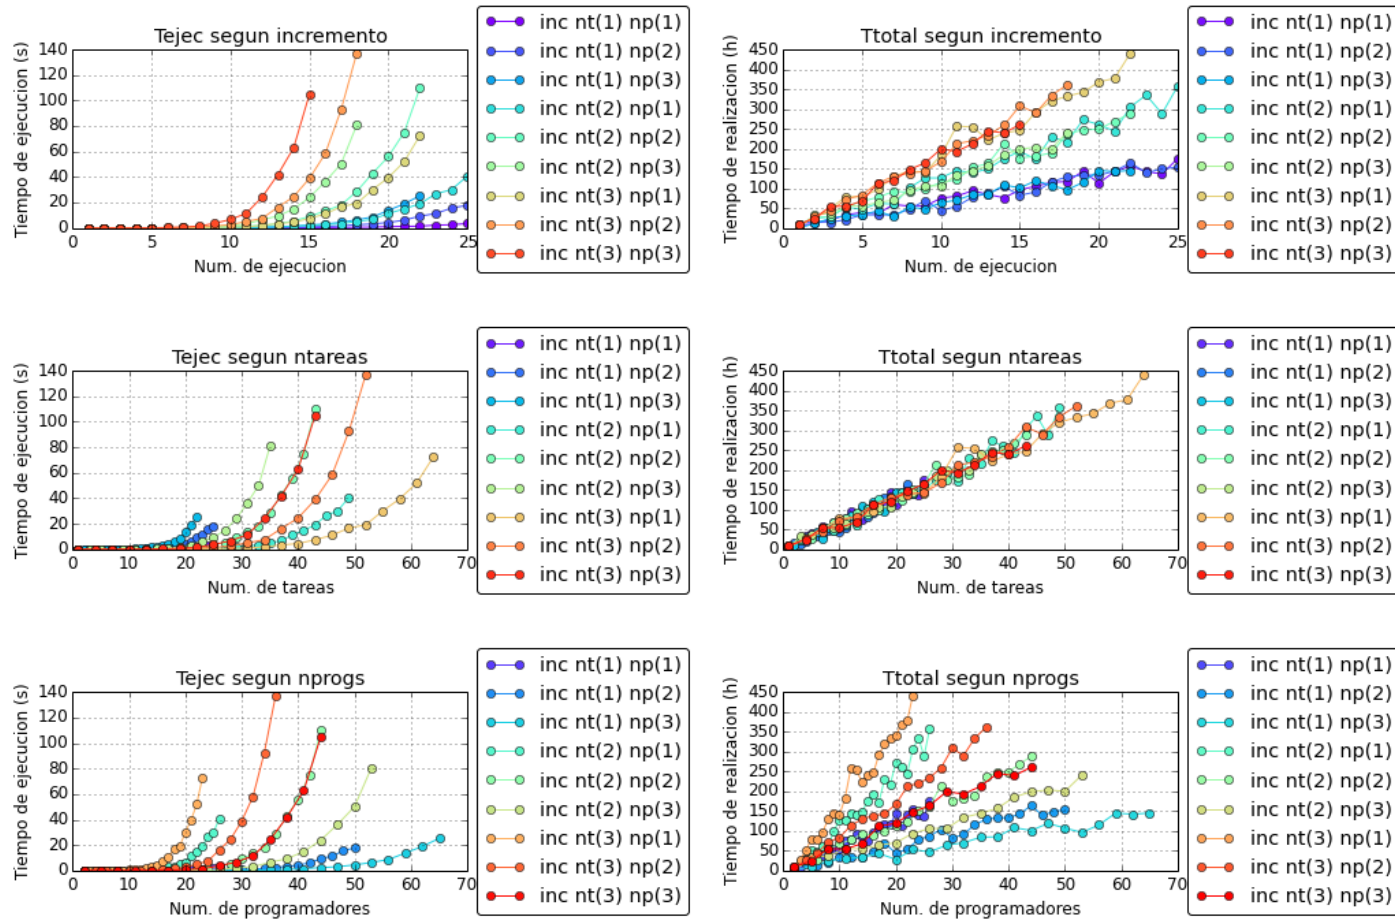 Tejec segun incremento
Tiempo de ejecucion (s)
140
120
100
80
60
40
20
0
0 5 10 15 20 25
Num. de ejecucion
inc nt(1) np(1)
inc nt(1) np(2)
inc nt(1) np(3)
inc nt(2) np(1)
inc nt(2) np(2)
inc nt(2) np(3)
inc nt(3) np(1)
inc nt(3) np(2)
inc nt(3) np(3)
Ttotal segun incremento
Tiempo de realizacion (h)
450
400
350
300
250
200
150
100
50
0
0 5 10 15 20 25
Num. de ejecucion
inc nt(1) np(1)
inc nt(1) np(2)
inc nt(1) np(3)
inc nt(2) np(1)
inc nt(2) np(2)
inc nt(2) np(3)
inc nt(3) np(1)
inc nt(3) np(2)
inc nt(3) np(3)
Tejec segun ntareas
Tiempo de ejecucion (s)
140
120
100
80
60
40
20
0
0 10 20 30 40 50 60 70
Num. de tareas
inc nt(1) np(1)
inc nt(1) np(2)
inc nt(1) np(3)
inc nt(2) np(1)
inc nt(2) np(2)
inc nt(2) np(3)
inc nt(3) np(1)
inc nt(3) np(2)
inc nt(3) np(3)
Ttotal segun ntareas
Tiempo de realizacion (h)
450
400
350
300
250
200
150
100
50
0
0 10 20 30 40 50 60 70
Num. de tareas
inc nt(1) np(1)
inc nt(1) np(2)
inc nt(1) np(3)
inc nt(2) np(1)
inc nt(2) np(2)
inc nt(2) np(3)
inc nt(3) np(1)
inc nt(3) np(2)
inc nt(3) np(3)
Tejec segun nprogs
Tiempo de ejecucion (s)
140
120
100
80
60
40
20
0
0 10 20 30 40 50 60 70
Num. de programadores
inc nt(1) np(1)
inc nt(1) np(2)
inc nt(1) np(3)
inc nt(2) np(1)
inc nt(2) np(2)
inc nt(2) np(3)
inc nt(3) np(1)
inc nt(3) np(2)
inc nt(3) np(3)
Ttotal segun nprogs
Tiempo de realizacion (h)
450
400
350
300
250
200
150
100
50
0
0 10 20 30 40 50 60 70
Num. de programadores
inc nt(1) np(1)
inc nt(1) np(2)
inc nt(1) np(3)
inc nt(2) np(1)
inc nt(2) np(2)
inc nt(2) np(3)
inc nt(3) np(1)
inc nt(3) np(2)
inc nt(3) np(3)